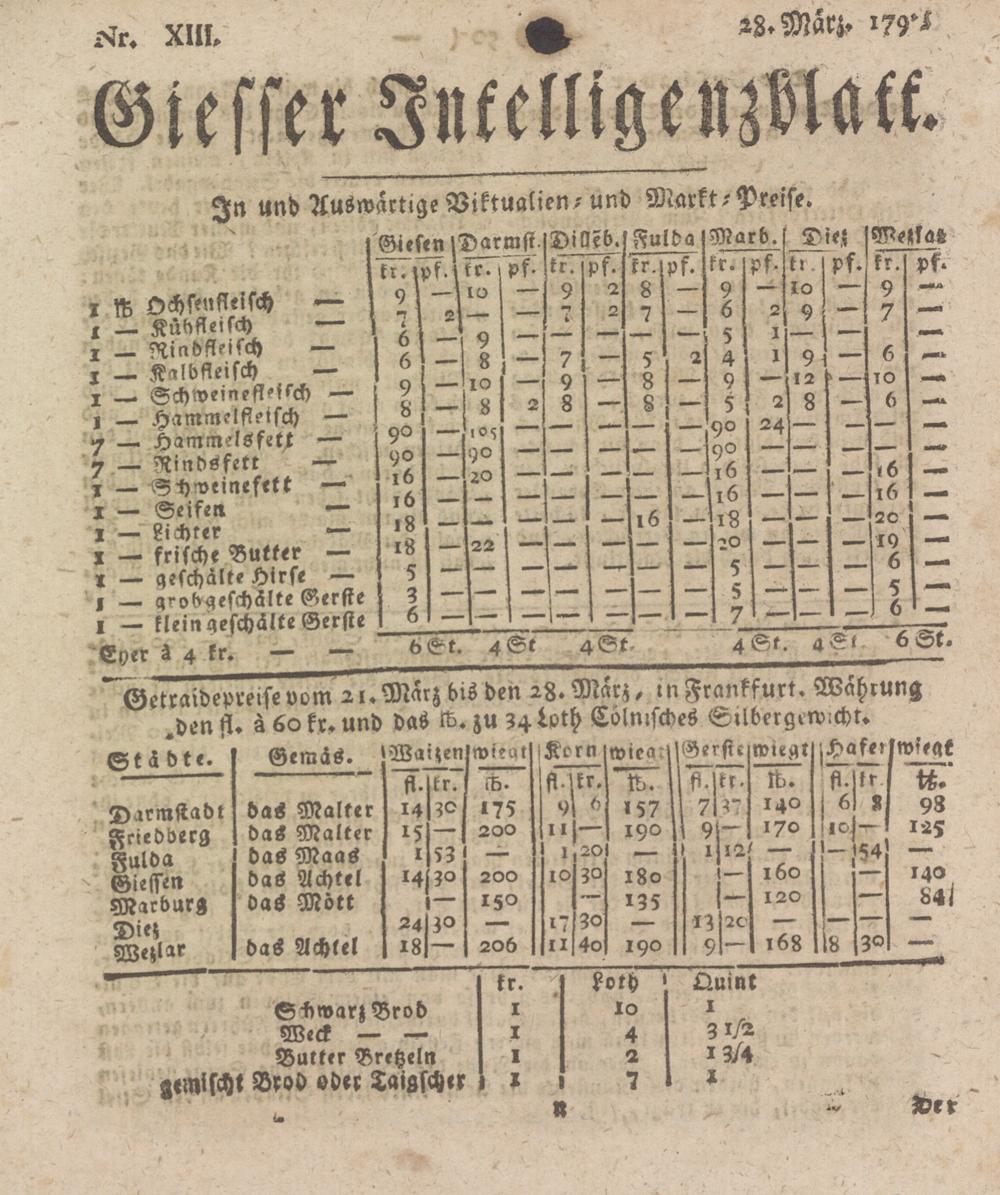 Nr. XIII.
28. März. 179
Giesser Intelligenzblatt.
In und Auswärtige Viktualien- und Markt-Preise.
Giesen Darmst. Dillēb. Fulda Marb. Diez Wezlar
kr. pf. kr. pf. kr. pf. kr. pf. kr. pf. kr pf. kr. pf.
1 ℔ Ochsenfleisch — 9 — 10 — 9 2 8 — 9 — 10 — 9 —
1 — Kühfleisch — 7 2 — — 7 2 7 — 6 2 9 — 7 —
1 — Rindfleisch — 6 — 9 — — — — — 5 1 — — — —
1 — Kalbfleisch — 6 — 8 — 7 — 5 2 4 1 9 — 6 —
1 — Schweinefleisch — 9 — 10 — 9 — 8 — 9 — 12 — 10 —
1 — Hammelfleisch — 8 — 8 2 8 — 8 — 5 2 8 — 6 —
7 — Hammelsfett — 90 — 105 — — — — — 90 24 — — — —
7 — Rindsfett — 90 — 90 — — — — — 90 — — — — —
1 — Schweinefett — 16 — 20 — — — — — 16 — — — 16 —
1 — Seifen — 16 — — — — — — — 16 — — — 16 —
1 — Lichter — 18 — — — — — 16 — 18 — — — 20 —
1 — frische Butter — 18 — 22 — — — — — 20 — — — 19 —
1 — geschälte Hirse — 5 — — — — — — — 5 — — — 6 —
1 — grobgeschälte Gerste 3 — — — — — — — 5 — — — 5 —
1 — klein geschälte Gerste 6 — — — — — — — 7 — — — 6 —
Eyer à 4 kr. — — 6 St. 4 St 4 St. 4 St. 4 St. 6 St.
Getraidepreise vom 21. März bis den 28. März, in Frankfurt. Währung
den fl. à 60 kr. und das ℔. zu 34 Loth Cölnisches Silbergewicht.
Städte. Gemäs. Waizen wiegt Korn wiegt Gerste wiegt Hafer wiegt
fl. kr. ℔. fl. kr. ℔. fl. kr. ℔. fl. kr. ℔.
Darmstadt das Malter 14 30 175 9 6 157 7 37 140 6 8 98
Friedberg das Malter 15 — 200 11 — 190 9 — 170 10 — 125
Fulda das Maas 1 53 — 1 20 — 1 12 — — 54 —
Giessen das Achtel 14 30 200 10 30 180 — 160 — 140
Marburg das Mött — 150 — 135 — 120 — 84
Diez 24 30 — 17 30 — 13 20 — — — —
Wezlar das Achtel 18 — 206 11 40 190 9 — 168 8 30 —
kr. Loth Quint
Schwarz Brod 1 10 1
Weck — — 1 4 3 1/2
Butter Bretzeln 1 2 1 3/4
gemischt Brod oder Taigscher 1 7 1
N
Der